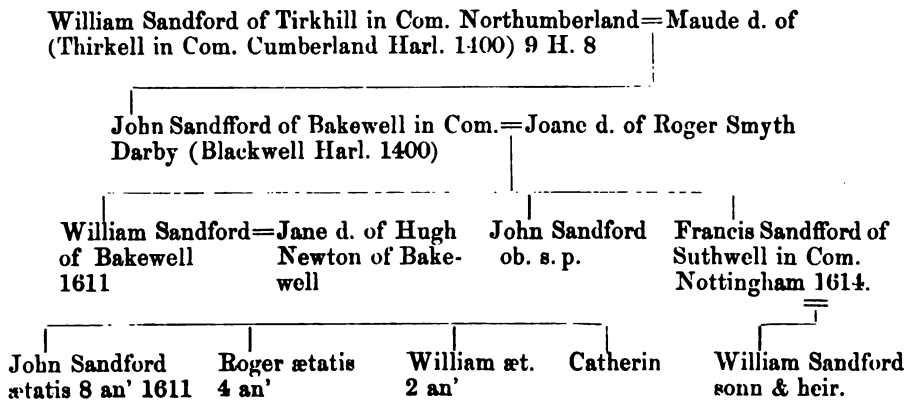 William Sandford of Tirkhill in Com. Northumberland=Maude d. of
(Thirkell in Com. Cumberland Harl. 1400) 9 H. 8
John Sandfford of Bakewell in Com.=Joane d. of Roger Smyth
Darby (Blackwell Harl. 1400)
William Sandford=Jane d. of Hugh
of Bakewell Newton of Bake-
1611 well
John Sandford
ob. s. p.
Francis Sandfford of
Suthwell in Com.
Nottingham 1614.
=
John Sandford
ætatis 8 an' 1611
Roger ætatis
4 an'
William æt.
2 an'
Catherin
William Sandford
sonn & heir.